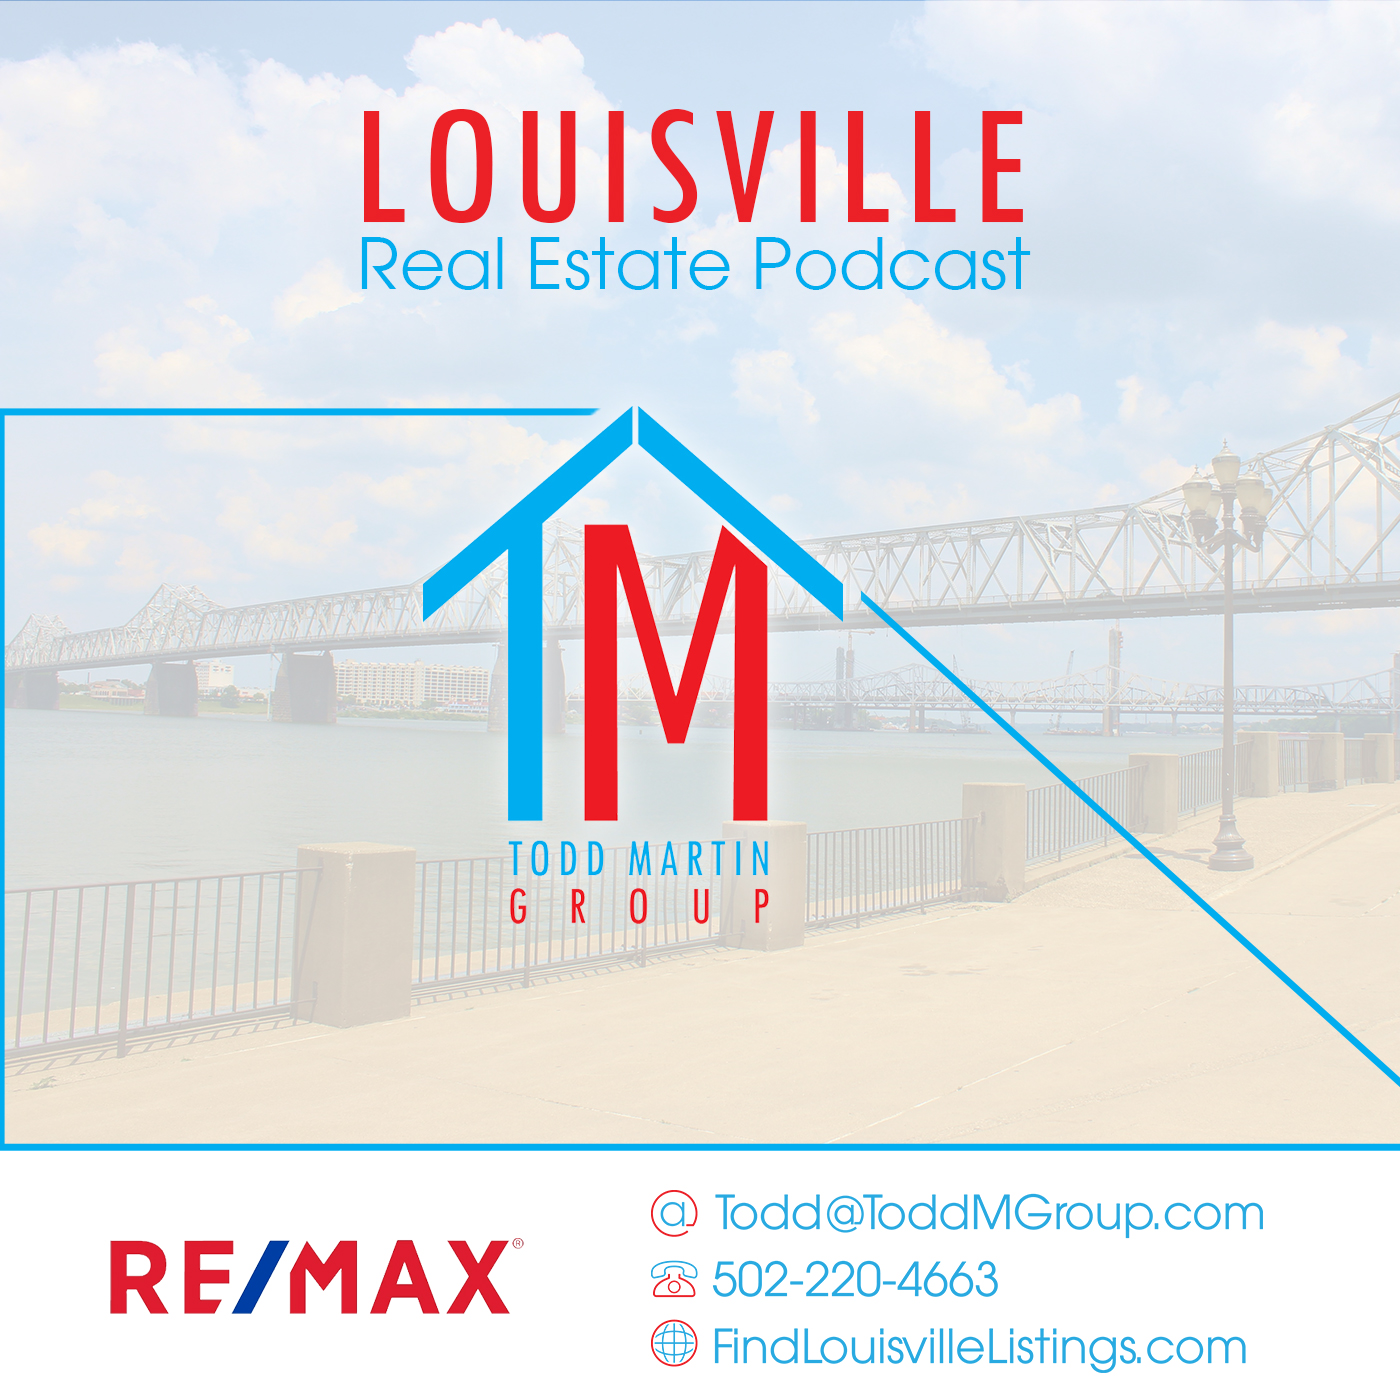 LOUISVILLE
Real Estate Podcast
TM
TODD MARTIN
GROUP
RE/MAX®
@ Todd@ToddMGroup.com
502-220-4663
FindLouisvilleListings.com